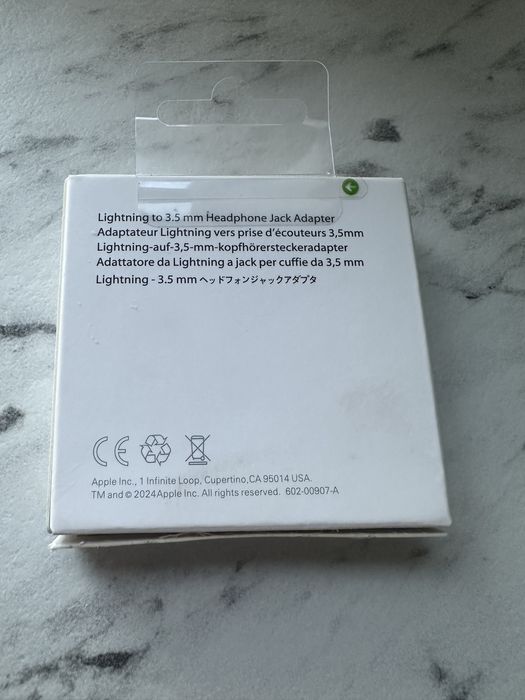 Lightning to 3.5 mm Headphone Jack Adapter
Adaptateur Lightning vers prise d'écouteurs 3,5mm
Lightning-auf-3,5-mm-kopfhörersteckeradapter
Adattatore da Lightning a jack per cuffie da 3,5 mm
Lightning - 3.5 mm ヘッドフォンジャックアダプタ
CE
Apple Inc., 1 Infinite Loop, Cupertino,CA 95014 USA.
TM and © 2024Apple Inc. All rights reserved. 602-00907-A